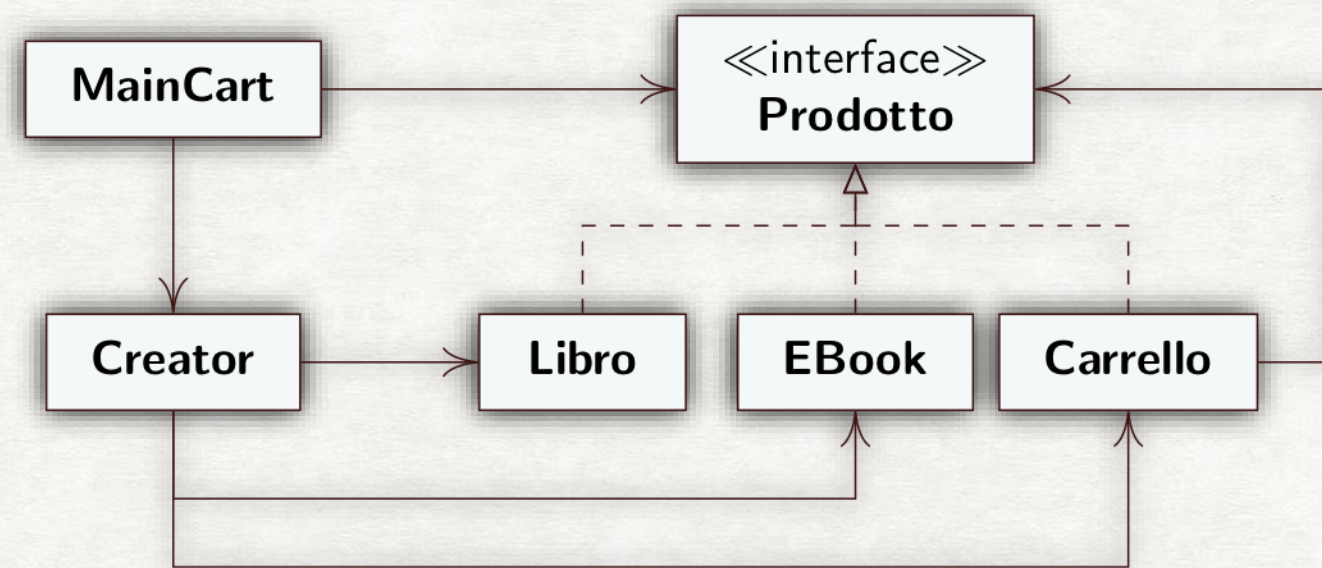 MainCart
≪interface≫
Prodotto
Creator
Libro
EBook
Carrello